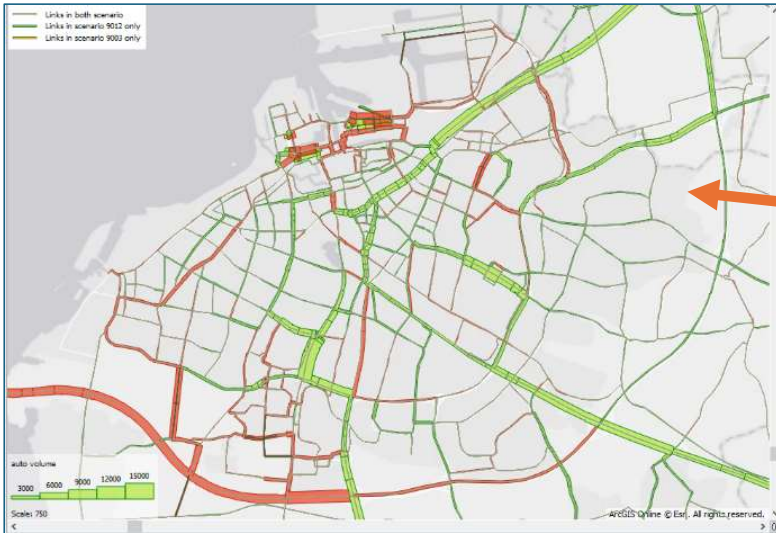 Links in both scenario
Links in scenario 9012 only
Links in scenario 9003 only
auto volume
3000 6000 9000 12000 15000
Scale: 750
ArcGIS Online © Esri . All rights reserved.